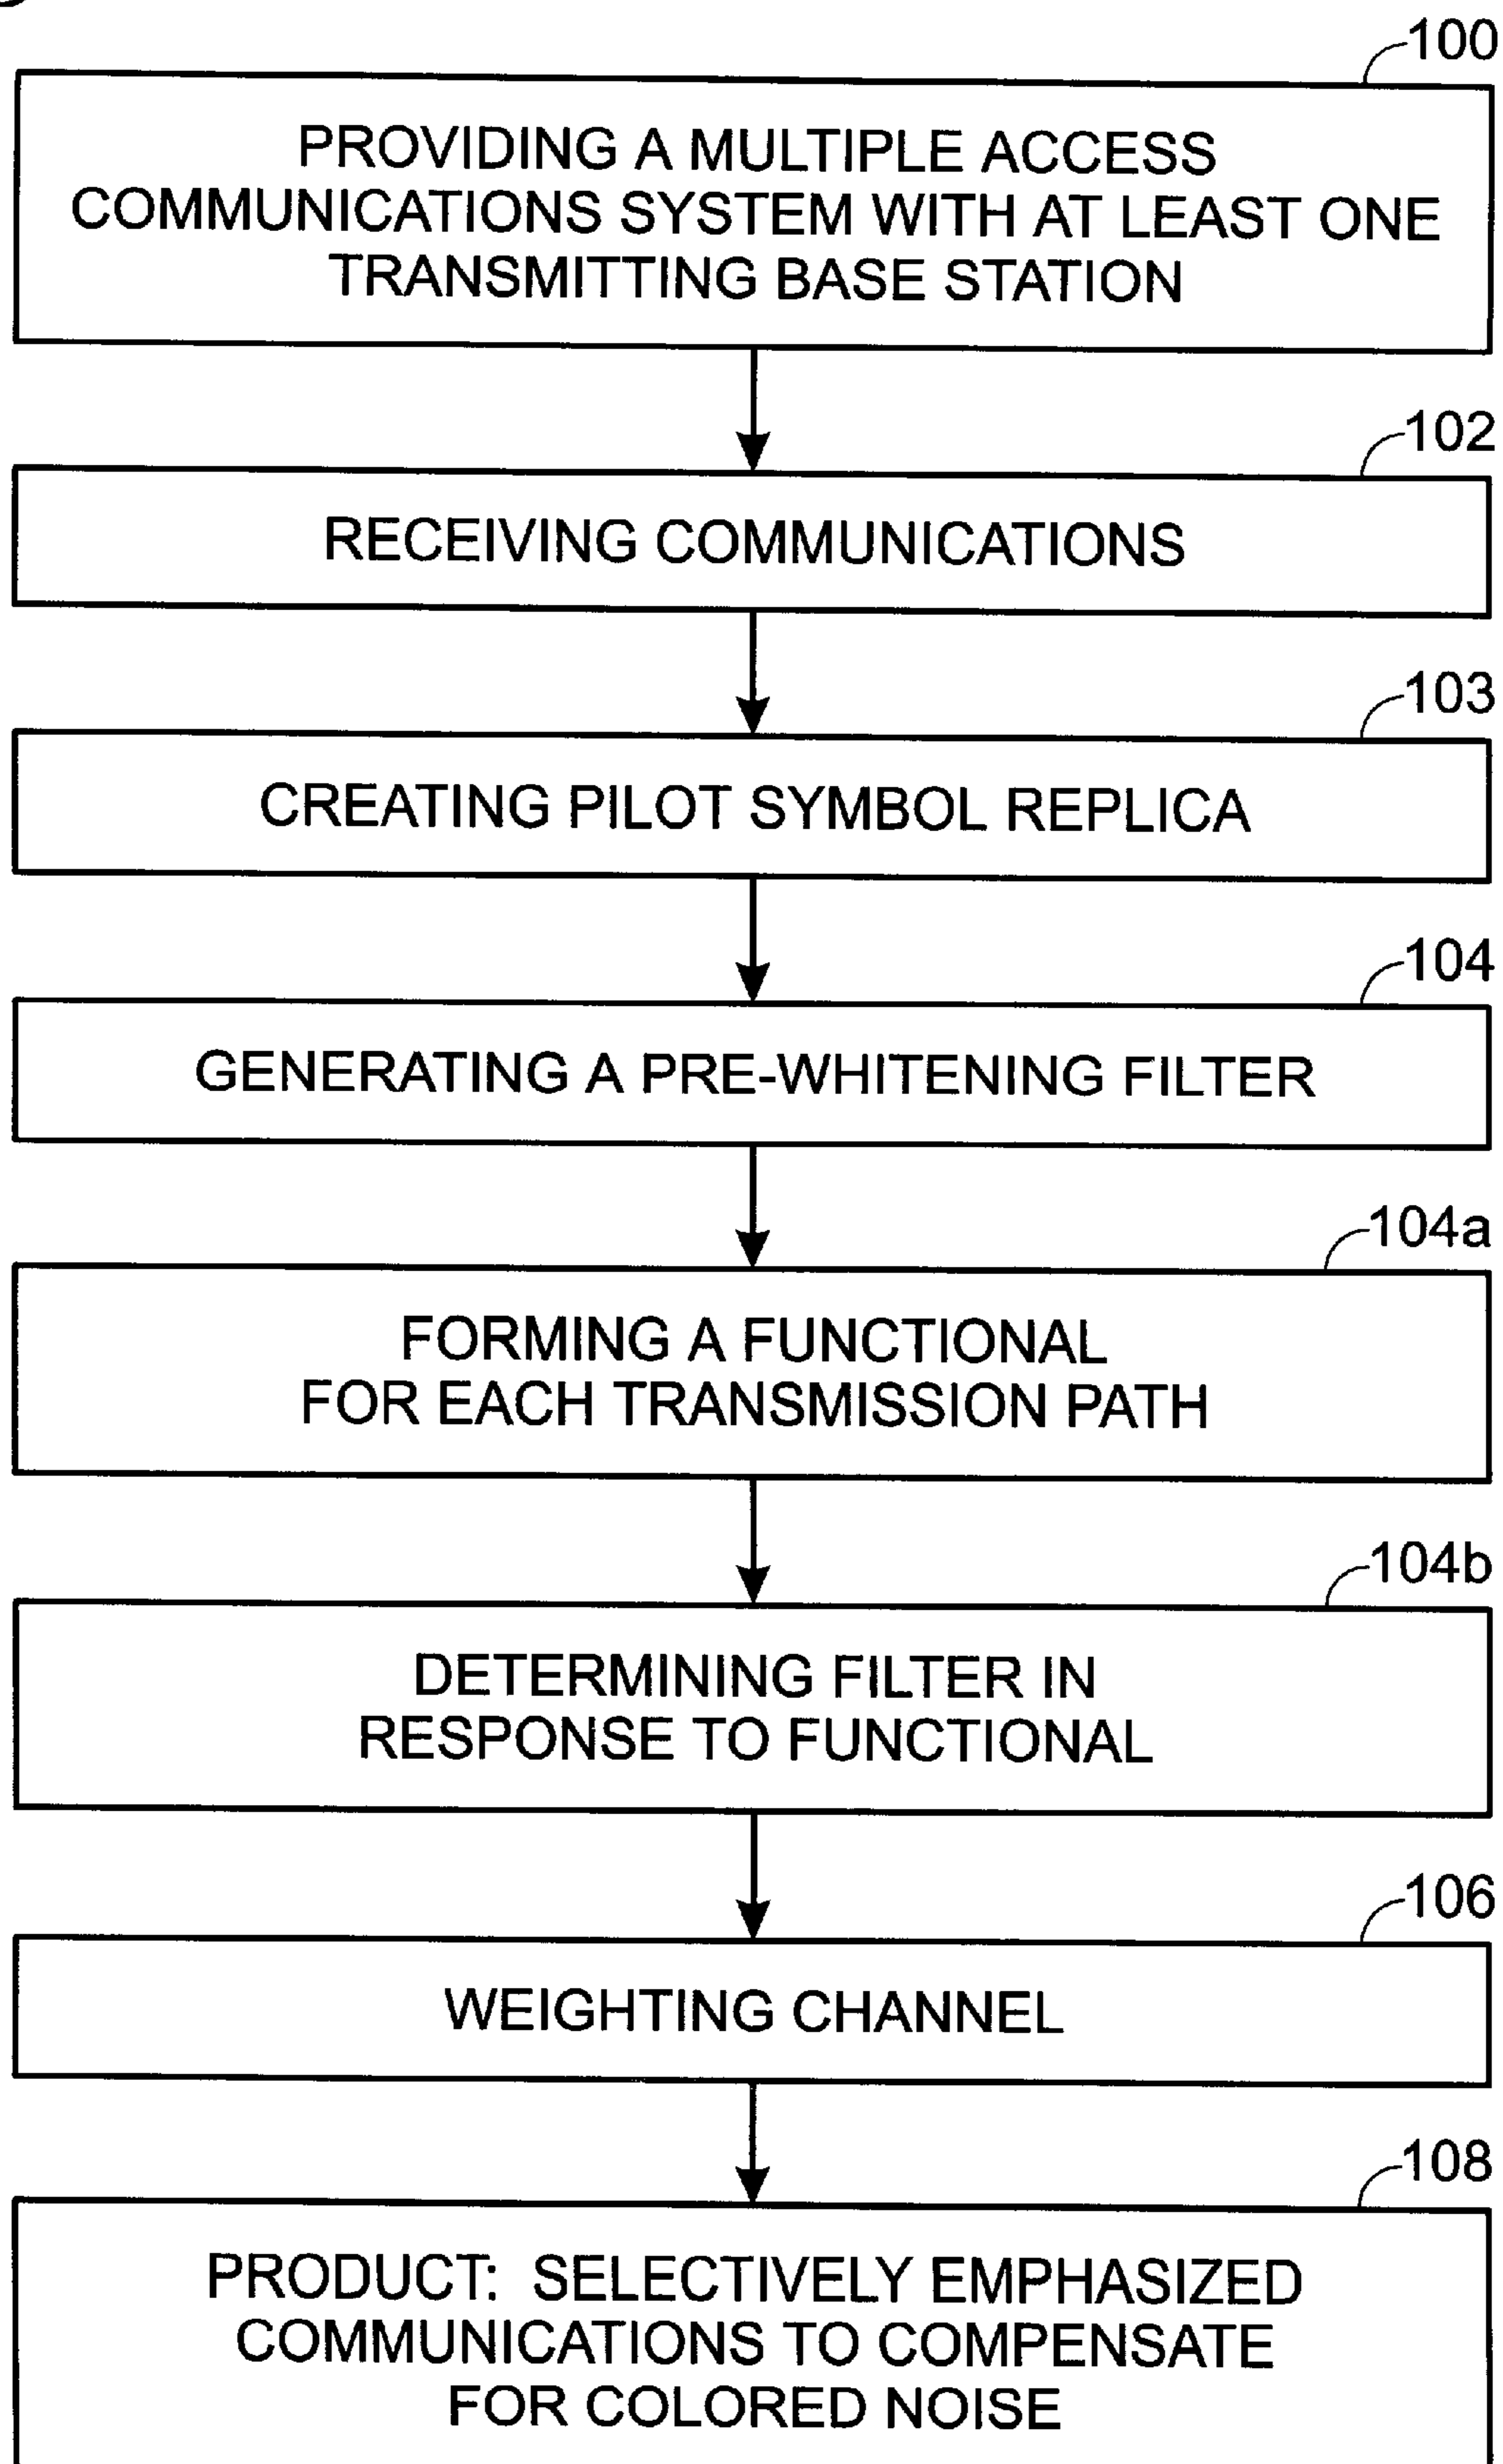 100
PROVIDING A MULTIPLE ACCESS
COMMUNICATIONS SYSTEM WITH AT LEAST ONE
TRANSMITTING BASE STATION
102
RECEIVING COMMUNICATIONS
103
CREATING PILOT SYMBOL REPLICA
104
GENERATING A PRE-WHITENING FILTER
104a
FORMING A FUNCTIONAL
FOR EACH TRANSMISSION PATH
104b
DETERMINING FILTER IN
RESPONSE TO FUNCTIONAL
106
WEIGHTING CHANNEL
108
PRODUCT: SELECTIVELY EMPHASIZED
COMMUNICATIONS TO COMPENSATE
FOR COLORED NOISE